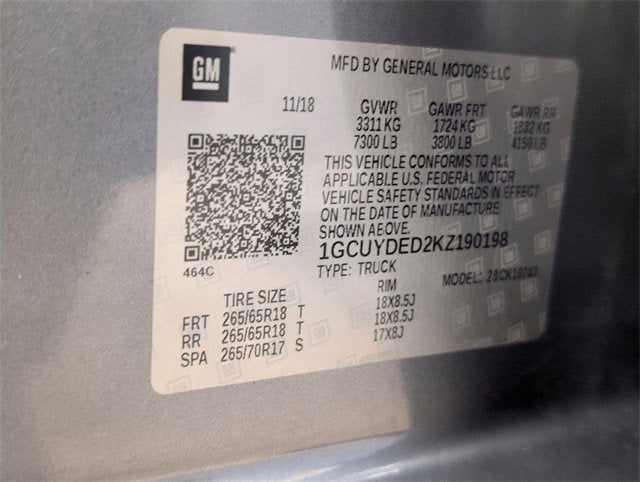 GM
MFD BY GENERAL MOTORS LLC
11/18 GVWR GAWR FRT GAWR RR
3311 KG 1724 KG 1882 KG
7300 LB 3800 LB 4150 LB
THIS VEHICLE CONFORMS TO ALL
APPLICABLE U.S. FEDERAL MOTOR
VEHICLE SAFETY STANDARDS IN EFFECT
ON THE DATE OF MANUFACTURE
SHOWN ABOVE.
1GCUYDED2KZ190198
464C
TYPE: TRUCK MODEL:
TIRE SIZE RIM
FRT 265/65R18 T 18X8.5J
RR 265/65R18 T 18X8.5J
SPA 265/70R17 S 17X8J